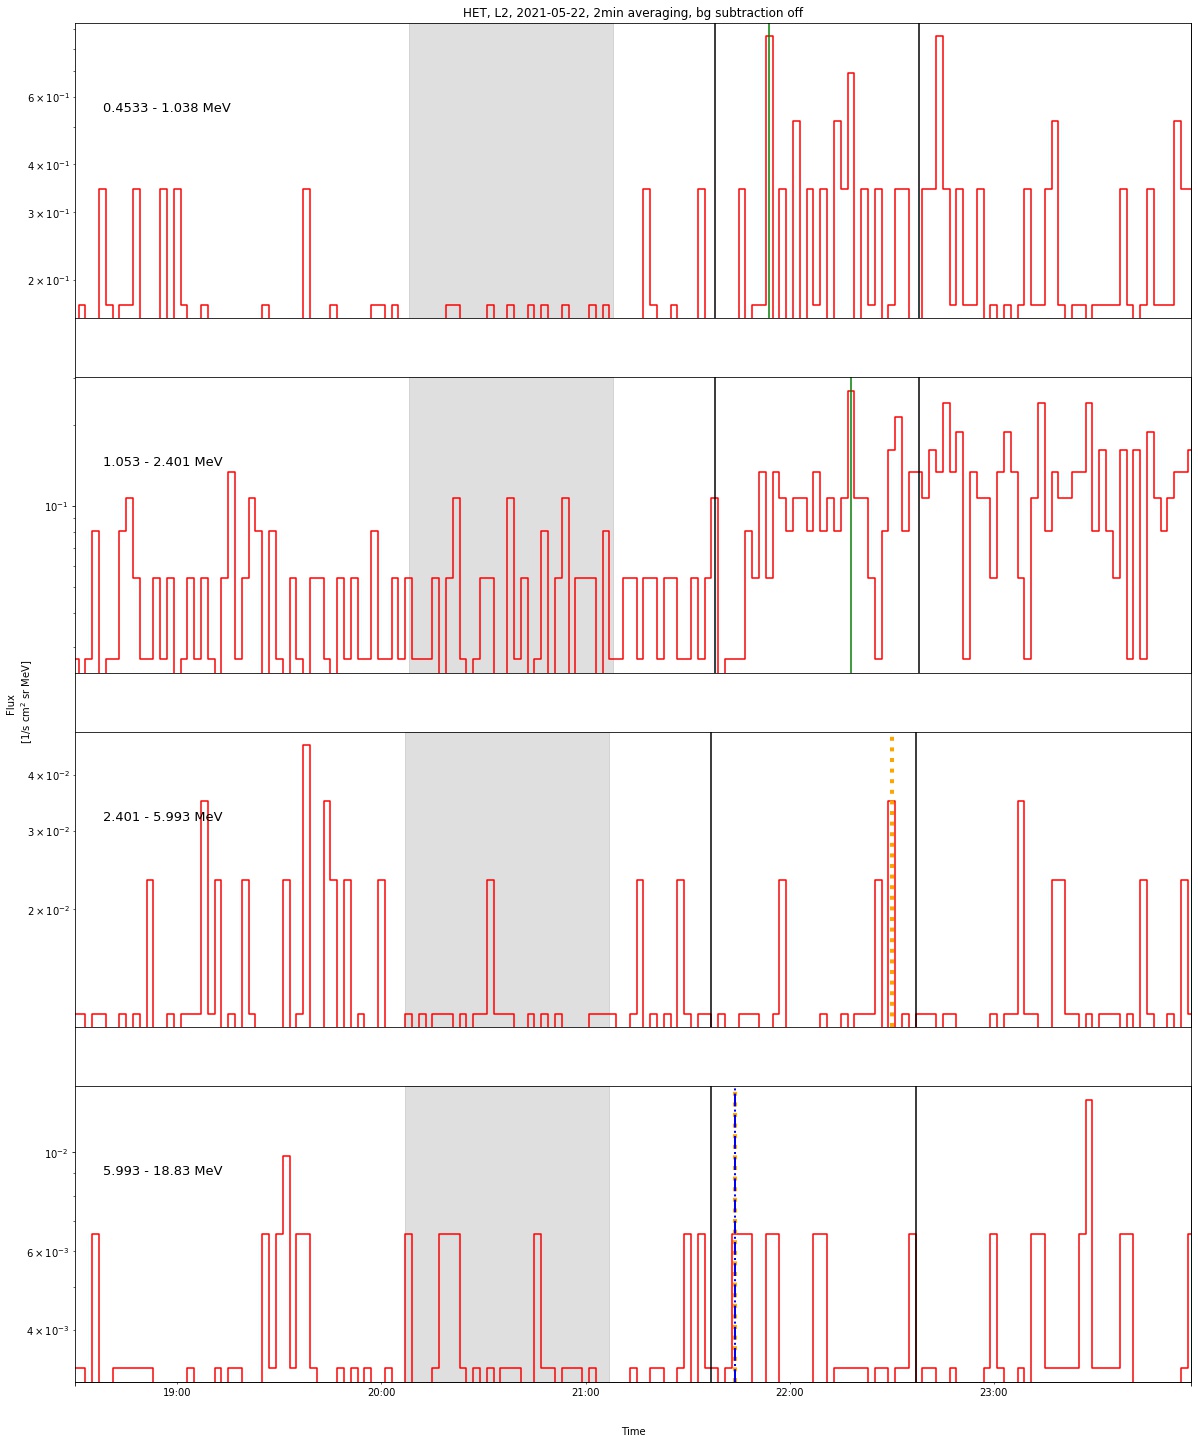 HET, L2, 2021-05-22, 2min averaging, bg subtraction off
6 × 10⁻¹
4 × 10⁻¹
3 × 10⁻¹
2 × 10⁻¹
0.4533 - 1.038 MeV
10⁻¹
1.053 - 2.401 MeV
Flux
[1/s cm² sr MeV]
4 × 10⁻²
3 × 10⁻²
2 × 10⁻²
2.401 - 5.993 MeV
10⁻²
6 × 10⁻³
4 × 10⁻³
5.993 - 18.83 MeV
19:00 20:00 21:00 22:00 23:00
Time